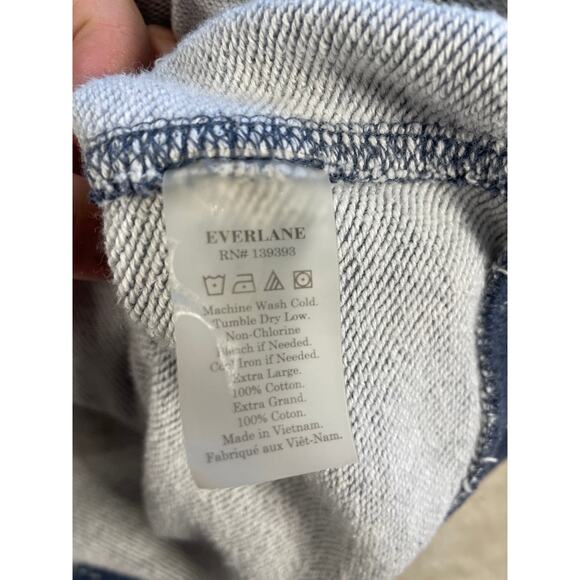 EVERLANE
RN# 139393
Machine Wash Cold.
Tumble Dry Low.
Non-Chlorine
Bleach if Needed.
Cool Iron if Needed.
Extra Large.
100% Cotton.
Extra Grand.
100% Coton.
Made in Vietnam.
Fabriqué aux Viêt-Nam.